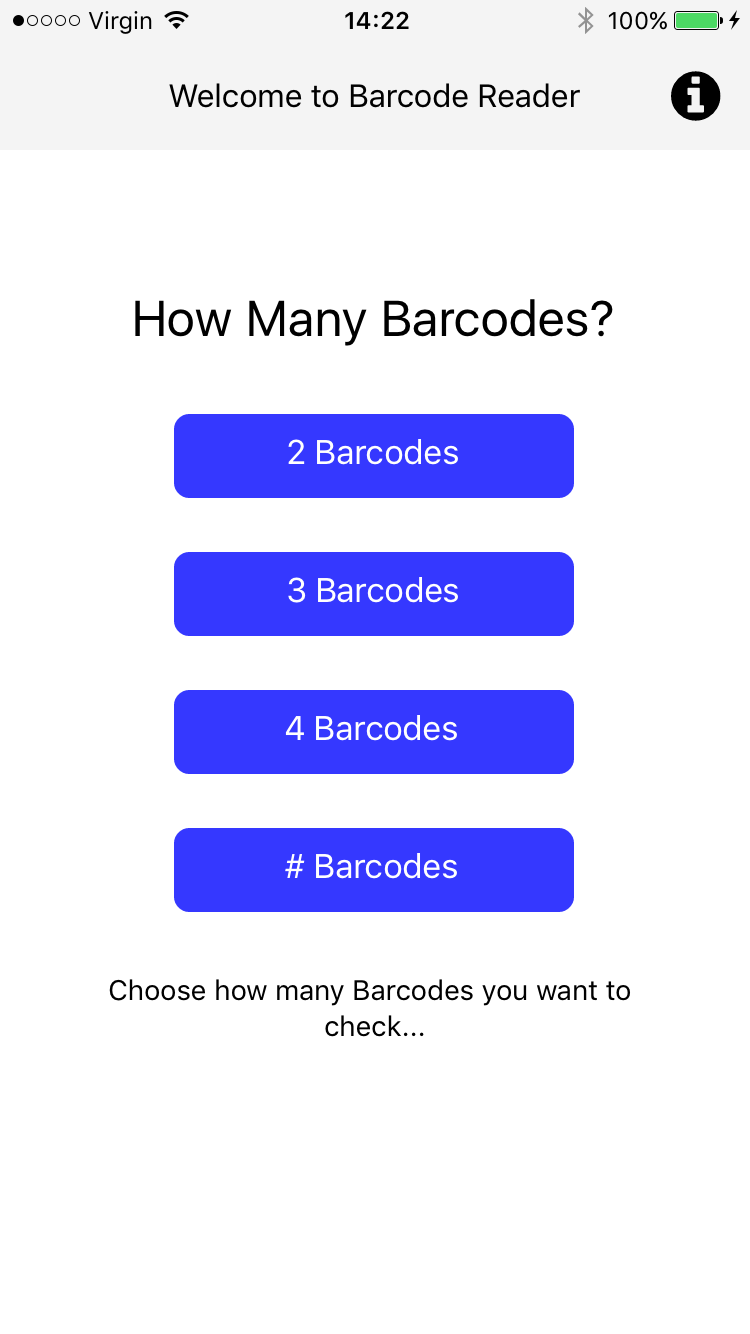 Virgin 14:22 100%
Welcome to Barcode Reader
How Many Barcodes?
2 Barcodes
3 Barcodes
4 Barcodes
# Barcodes
Choose how many Barcodes you want to
check...